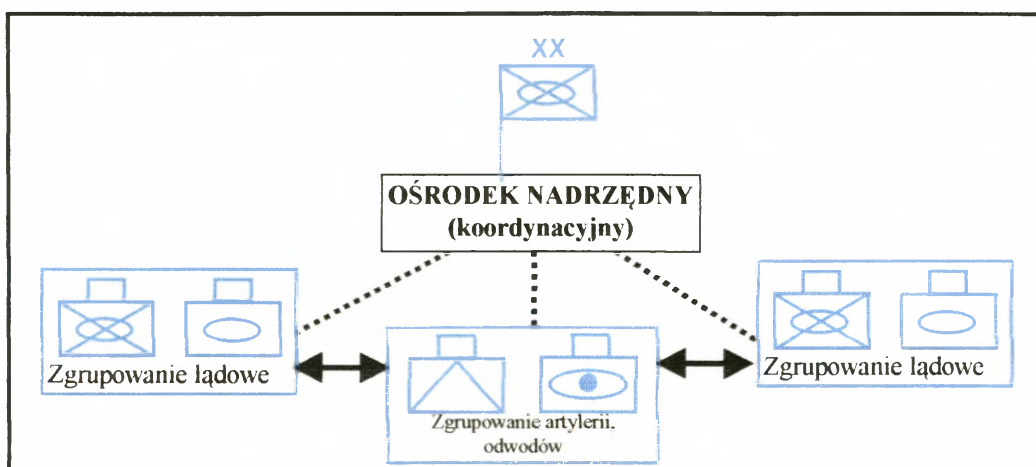 XX
OŚRODEK NADRZĘDNY
(koordynacyjny)
Zgrupowanie lądowe
Zgrupowanie artylerii,
odwodów
Zgrupowanie lądowe